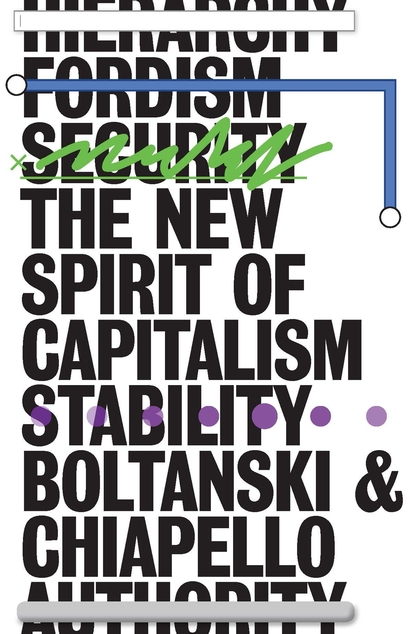 HIERARCHY
FORDISM
SECURITY
THE NEW
SPIRIT OF
CAPITALISM
STABILITY
BOLTANSKI &
CHIAPELLO
AUTHORITY